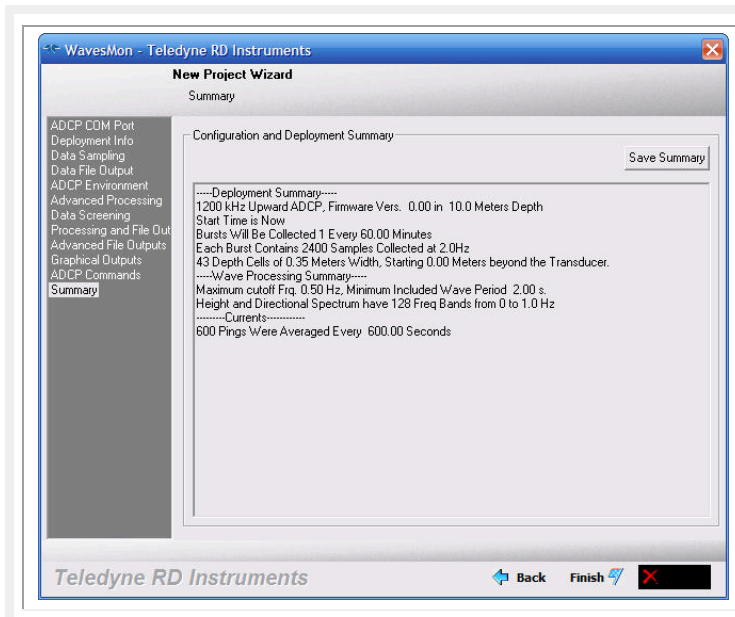 WavesMon - Teledyne RD Instruments
New Project Wizard
Summary
ADCP COM Port
Deployment Info
Data Sampling
Data File Output
ADCP Environment
Advanced Processing
Data Screening
Processing and File Out
Advanced File Outputs
Graphical Outputs
ADCP Commands
Summary
Configuration and Deployment Summary
Save Summary
-----Deployment Summary-----
1200 kHz Upward ADCP, Firmware Vers. 0.00 in 10.0 Meters Depth
Start Time is Now
Bursts Will Be Collected 1 Every 60.00 Minutes
Each Burst Contains 2400 Samples Collected at 2.0Hz
43 Depth Cells of 0.35 Meters Width, Starting 0.00 Meters beyond the Transducer.
-----Wave Processing Summary-----
Maximum cutoff Frq. 0.50 Hz, Minimum Included Wave Period 2.00 s.
Height and Directional Spectrum have 128 Freq Bands from 0 to 1.0 Hz
---------Currents------------
600 Pings Were Averaged Every 600.00 Seconds
Teledyne RD Instruments
Back
Finish